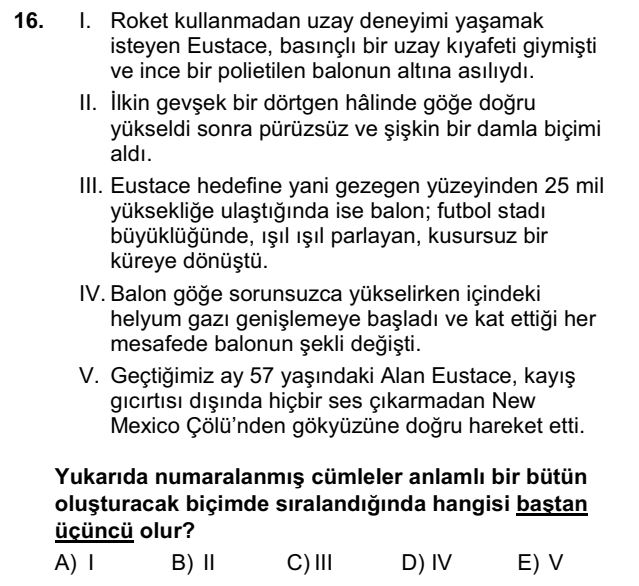 16. I. Roket kullanmadan uzay deneyimi yaşamak
isteyen Eustace, basınçlı bir uzay kıyafeti giymişti
ve ince bir polietilen balonun altına asılıydı.
II. İlkin gevşek bir dörtgen hâlinde göğe doğru
yükseldi sonra pürüzsüz ve şişkin bir damla biçimi
aldı.
III. Eustace hedefine yani gezegen yüzeyinden 25 mil
yüksekliğe ulaştığında ise balon; futbol stadı
büyüklüğünde, ışıl ışıl parlayan, kusursuz bir
küreye dönüştü.
IV. Balon göğe sorunsuzca yükselirken içindeki
helyum gazı genişlemeye başladı ve kat ettiği her
mesafede balonun şekli değişti.
V. Geçtiğimiz ay 57 yaşındaki Alan Eustace, kayış
gıcırtısı dışında hiçbir ses çıkarmadan New
Mexico Çölü'nden gökyüzüne doğru hareket etti.
Yukarıda numaralanmış cümleler anlamlı bir bütün
oluşturacak biçimde sıralandığında hangisi baştan
üçüncü olur?
A) I B) II C) III D) IV E) V